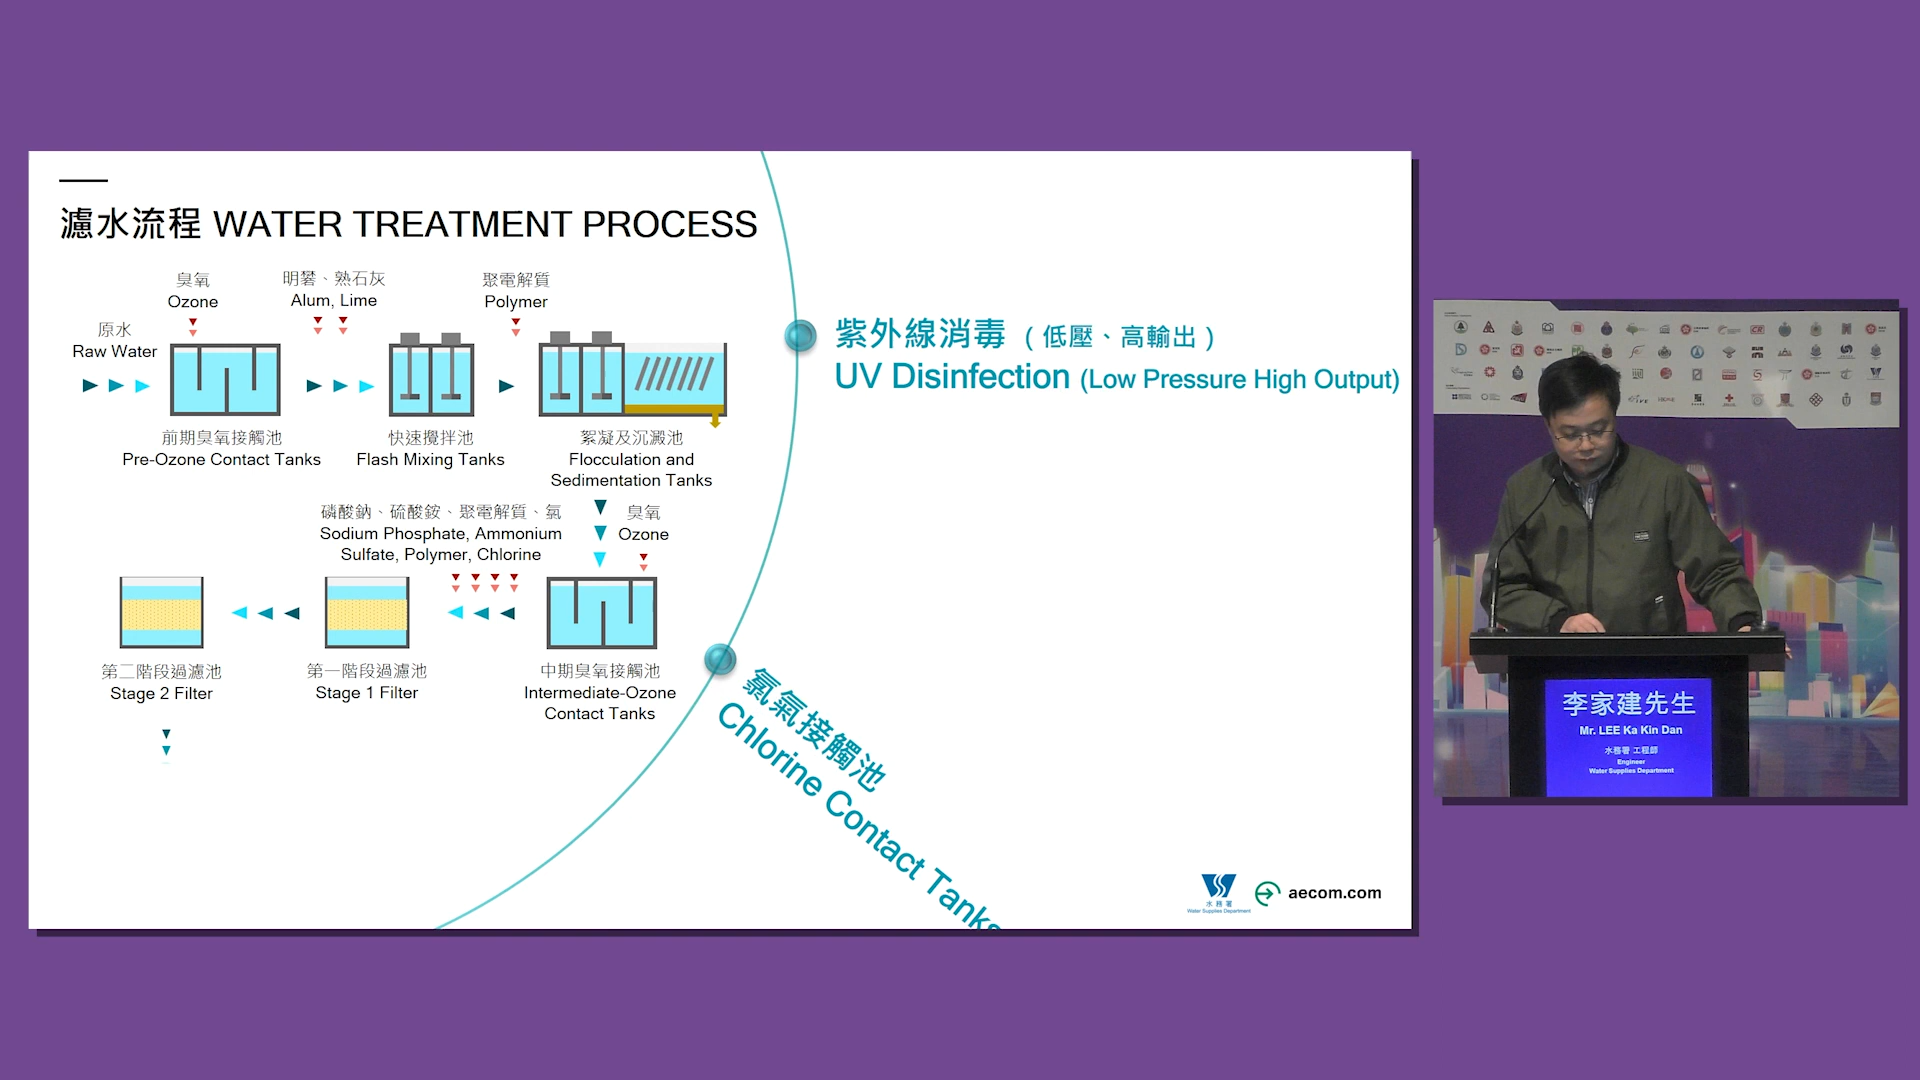 濾水流程 WATER TREATMENT PROCESS
臭氧
Ozone
明礬、熟石灰
Alum, Lime
聚電解質
Polymer
原水
Raw Water
前期臭氧接觸池
Pre-Ozone Contact Tanks
快速攪拌池
Flash Mixing Tanks
絮凝及沉澱池
Flocculation and
Sedimentation Tanks
磷酸鈉、硫酸銨、聚電解質、氯
Sodium Phosphate, Ammonium
Sulfate, Polymer, Chlorine
臭氧
Ozone
第二階段過濾池
Stage 2 Filter
第一階段過濾池
Stage 1 Filter
中期臭氧接觸池
Intermediate-Ozone
Contact Tanks
紫外線消毒（低壓、高輸出）
UV Disinfection (Low Pressure High Output)
氯氣接觸池
Chlorine Contact Tanks
水務署
Water Supplies Department
aecom.com
李家建先生
Mr. LEE Ka Kin Dan
水務署 工程師
Engineer
Water Supplies Department